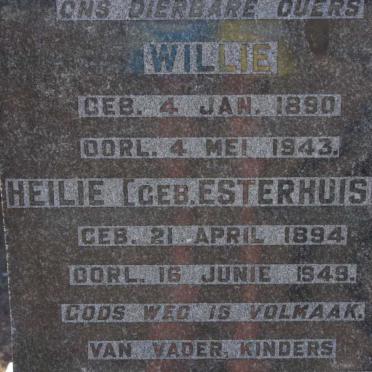 ONS DIERBARE OUERS
WILLIE
GEB. 4 JAN. 1890
OORL. 4 MEI 1943.
HEILIE [GEB. ESTERHUIS
GEB. 21 APRIL 1894
OORL. 16 JUNIE 1949.
GODS WEG IS VOLMAAK.
VAN VADER, KINDERS